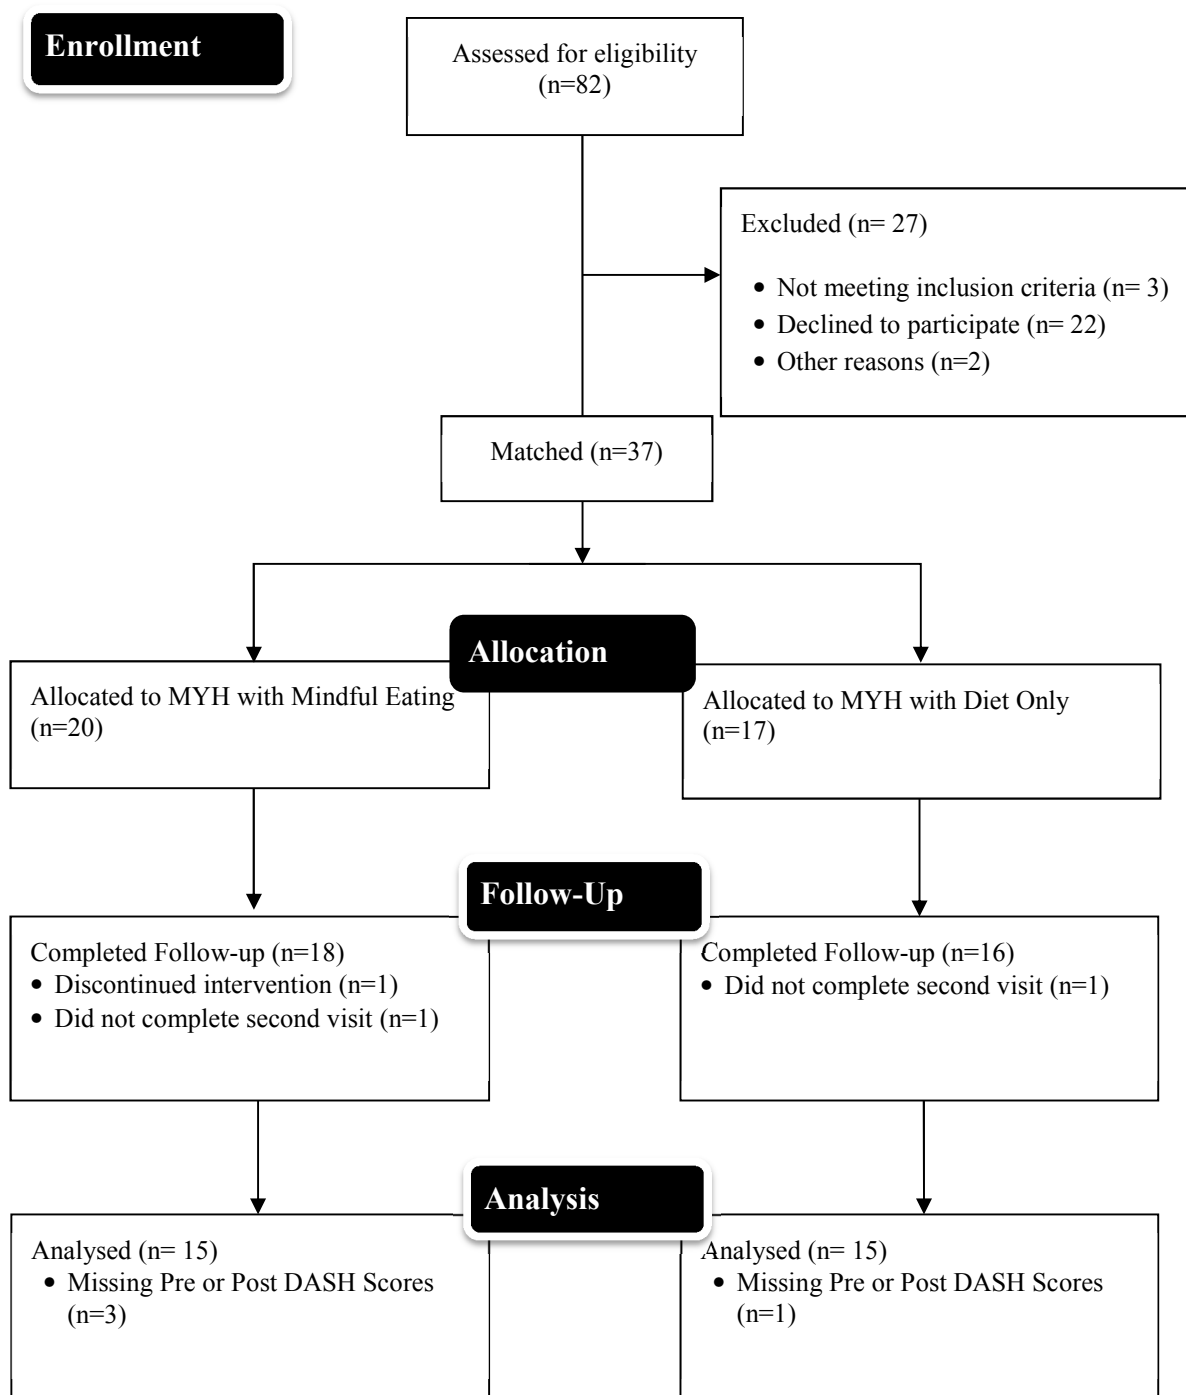 Enrollment
Assessed for eligibility
(n=82)
Excluded (n= 27)
• Not meeting inclusion criteria (n= 3)
• Declined to participate (n= 22)
• Other reasons (n=2)
Matched (n=37)
Allocation
Allocated to MYH with Mindful Eating
(n=20)
Allocated to MYH with Diet Only
(n=17)
Follow-Up
Completed Follow-up (n=18)
• Discontinued intervention (n=1)
• Did not complete second visit (n=1)
Completed Follow-up (n=16)
• Did not complete second visit (n=1)
Analysis
Analysed (n= 15)
• Missing Pre or Post DASH Scores
(n=3)
Analysed (n= 15)
• Missing Pre or Post DASH Scores
(n=1)